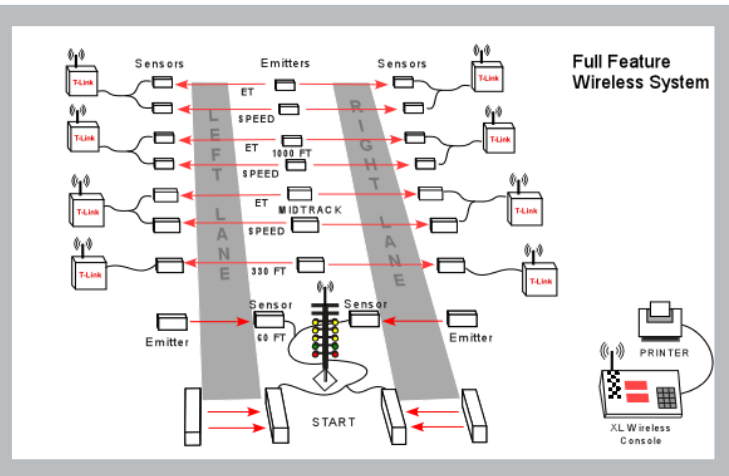 Full Feature
Wireless System
Sensors
Emitters
Sensors
T-Link
T-Link
ET
SPEED
T-Link
T-Link
ET
1000 FT
SPEED
T-Link
T-Link
ET
MIDTRACK
SPEED
T-Link
T-Link
330 FT
LEFT LANE
RIGHT LANE
Sensor
Sensor
60 FT
Emitter
Emitter
START
PRINTER
XL Wireless
Console